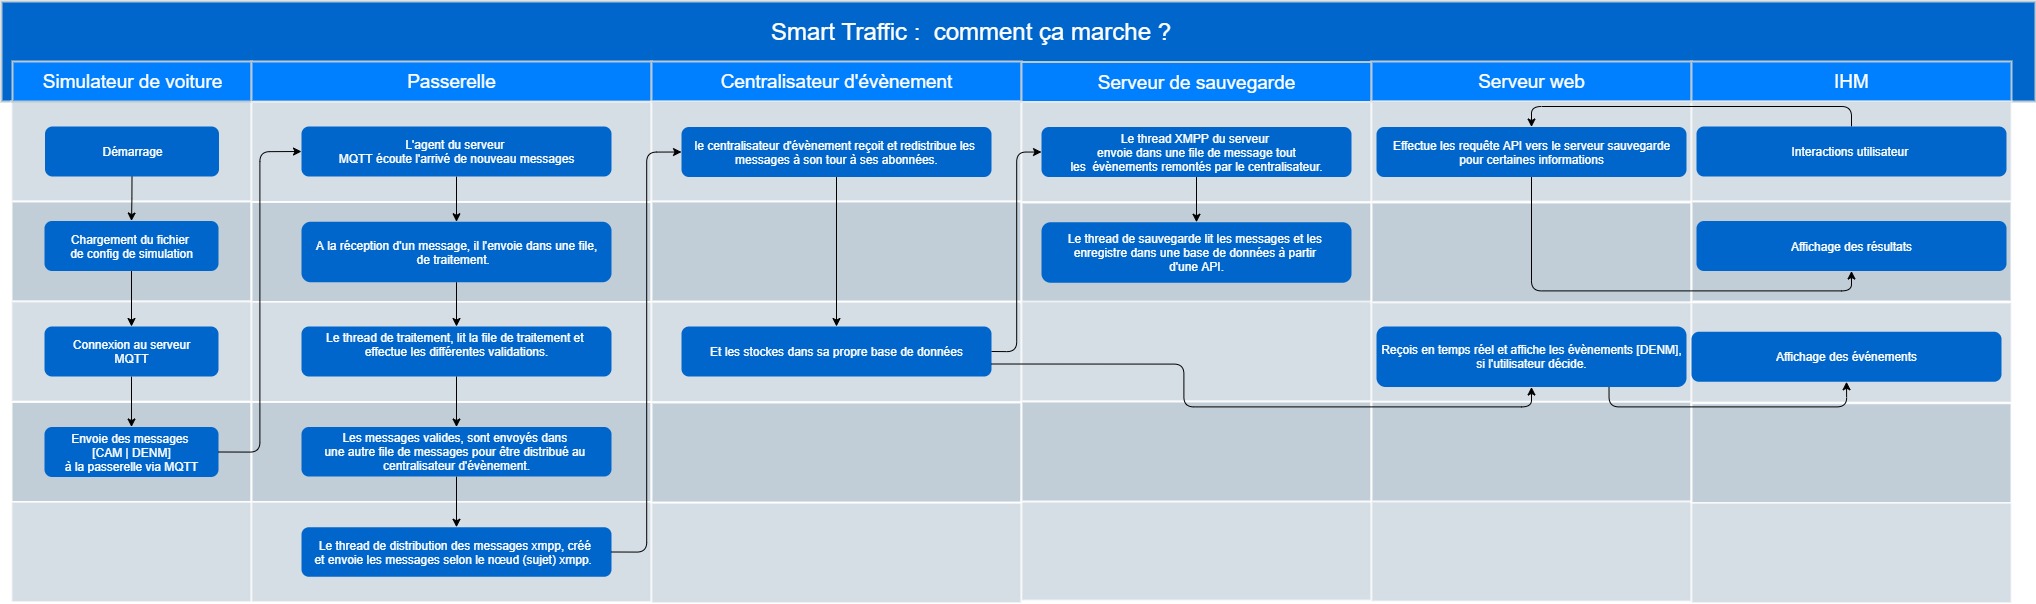 Smart Traffic :  comment ça marche ?
Simulateur de voiture
Passerelle
Centralisateur d'évènement
Serveur de sauvegarde
Serveur web
IHM
Démarrage
Chargement du fichier
de config de simulation
Connexion au serveur
MQTT
Envoie des messages
[CAM | DENM]
à la passerelle via MQTT
L'agent du serveur
MQTT écoute l'arrivé de nouveau messages
A la réception d'un message, il l'envoie dans une file,
de traitement.
Le thread de traitement, lit la file de traitement et
effectue les différentes validations.
Les messages valides, sont envoyés dans
une autre file de messages pour être distribué au
centralisateur d'évènement.
Le thread de distribution des messages xmpp, créé
et envoie les messages selon le nœud (sujet) xmpp.
le centralisateur d'évènement reçoit et redistribue les
messages à son tour à ses abonnées.
Et les stockes dans sa propre base de données
Le thread XMPP du serveur
envoie dans une file de message tout
les  évènements remontés par le centralisateur.
Le thread de sauvegarde lit les messages et les
enregistre dans une base de données à partir
d'une API.
Effectue les requête API vers le serveur sauvegarde
pour certaines informations
Reçois en temps réel et affiche les évènements [DENM],
si l'utilisateur décide.
Interactions utilisateur
Affichage des résultats
Affichage des événements